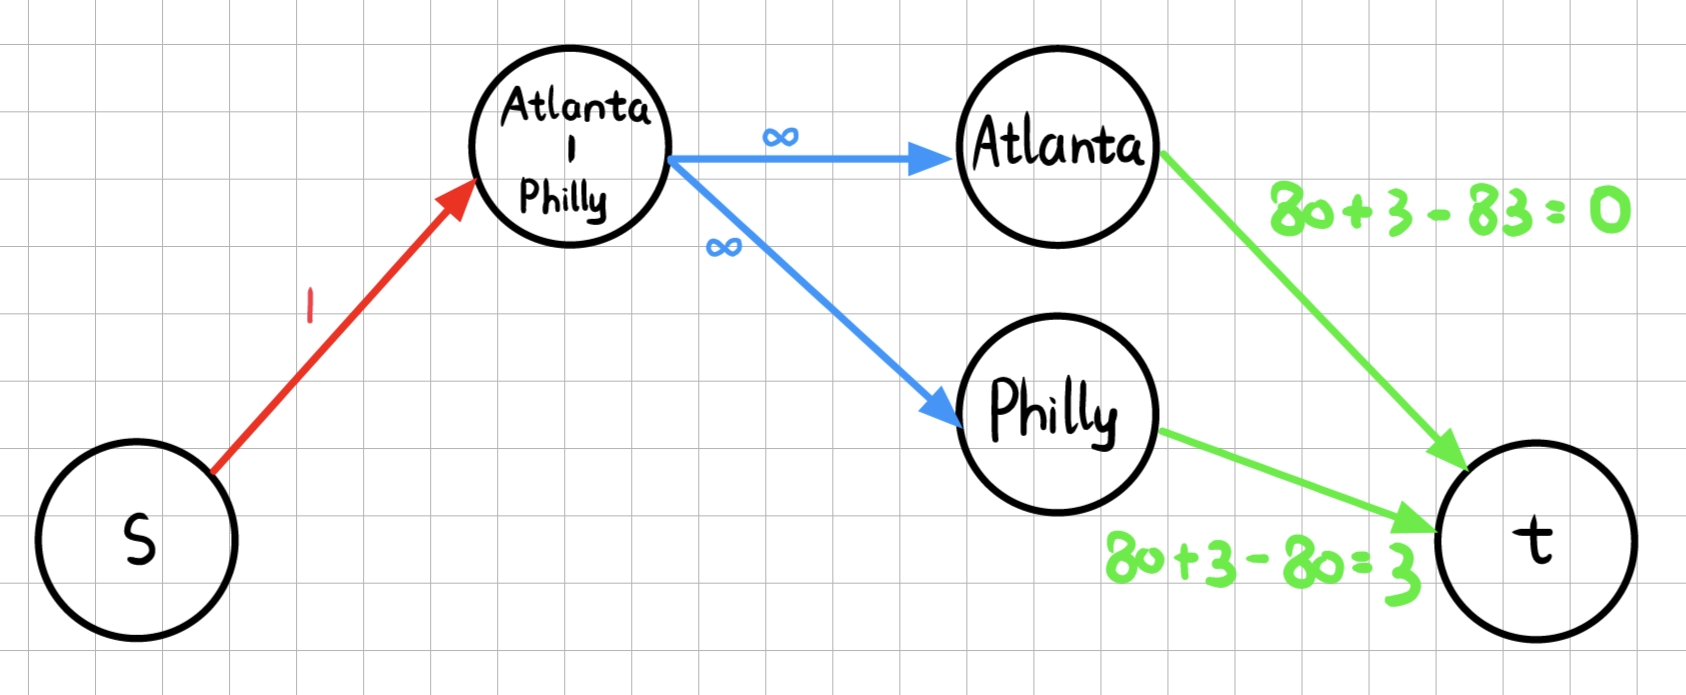 Atlanta
|
Philly
∞
Atlanta
80+3-83=0
∞
1
Philly
S
t
80+3-80=3